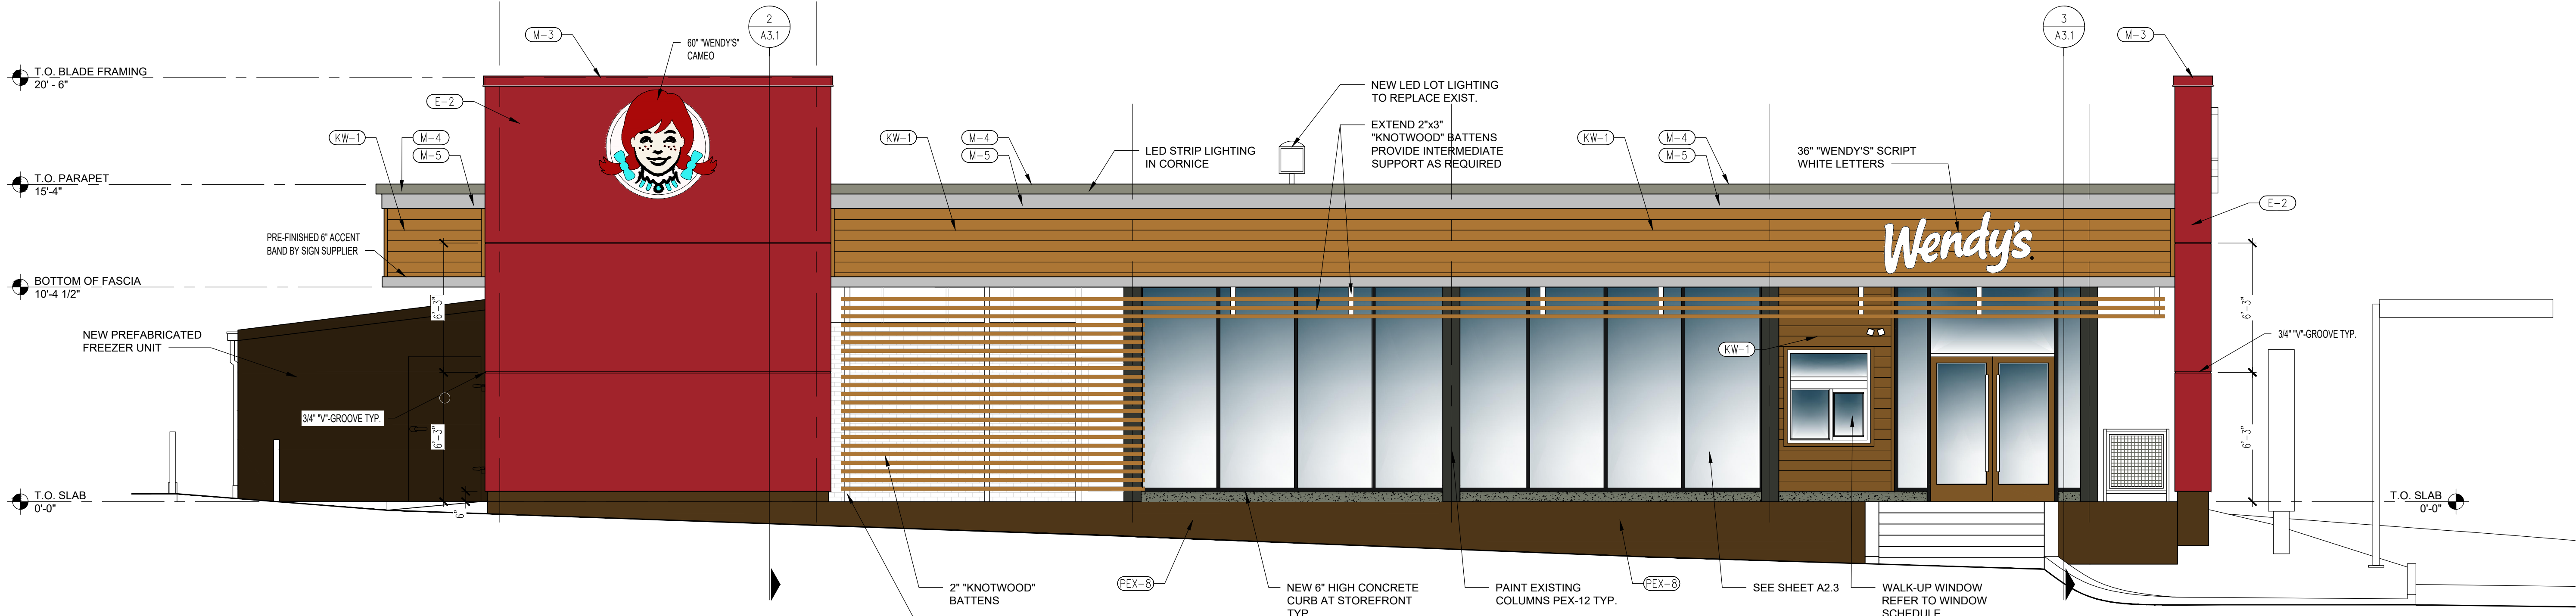 2
A3.1
3
A3.1
M-3
60" "WENDY'S"
CAMEO
M-3
T.O. BLADE FRAMING
20' - 6"
E-2
NEW LED LOT LIGHTING
TO REPLACE EXIST.
KW-1
M-4
M-5
KW-1
M-4
M-5
LED STRIP LIGHTING
IN CORNICE
EXTEND 2"x3"
"KNOTWOOD" BATTENS
PROVIDE INTERMEDIATE
SUPPORT AS REQUIRED
KW-1
M-4
M-5
36" "WENDY'S" SCRIPT
WHITE LETTERS
T.O. PARAPET
15'-4"
E-2
PRE-FINISHED 6" ACCENT
BAND BY SIGN SUPPLIER
Wendy's
BOTTOM OF FASCIA
10'-4 1/2"
6'-3"
6'-3"
NEW PREFABRICATED
FREEZER UNIT
KW-1
3/4" "V"-GROOVE TYP.
3/4" "V"-GROOVE TYP.
6'-3"
6'-3"
T.O. SLAB
0'-0"
6"
T.O. SLAB
0'-0"
2" "KNOTWOOD"
BATTENS
PEX-8
NEW 6" HIGH CONCRETE
CURB AT STOREFRONT
TYP
PAINT EXISTING
COLUMNS PEX-12 TYP.
PEX-8
SEE SHEET A2.3
WALK-UP WINDOW
REFER TO WINDOW
SCHEDULE